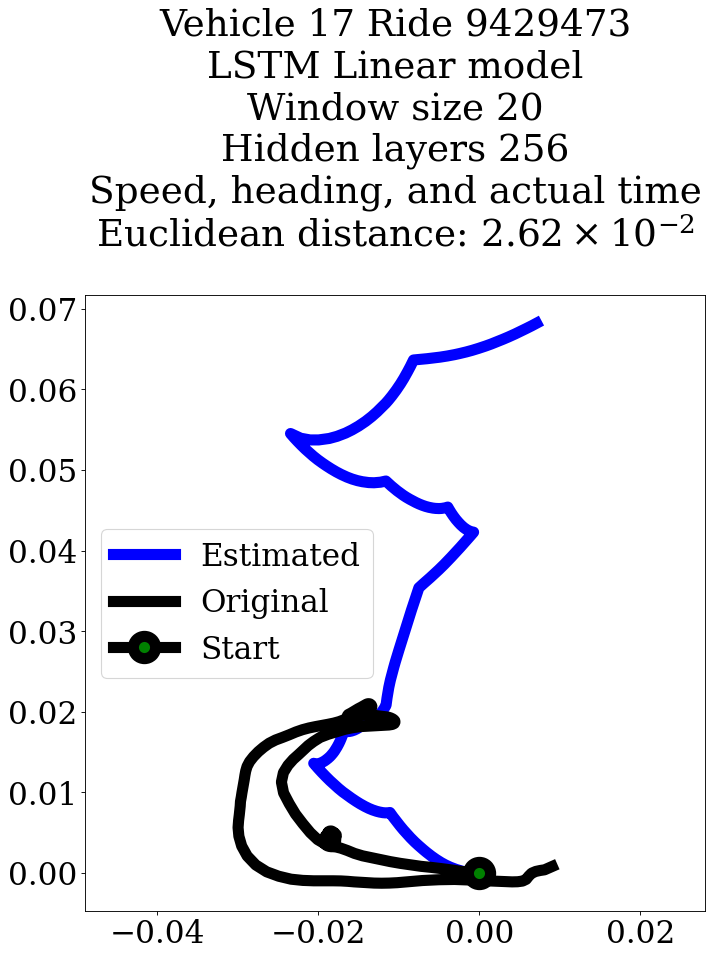 Vehicle 17 Ride 9429473
LSTM Linear model
Window size 20
Hidden layers 256
Speed, heading, and actual time
Euclidean distance: 2.62 × 10⁻²
0.07
0.06
0.05
0.04
0.03
0.02
0.01
0.00
Estimated
Original
Start
−0.04
−0.02
0.00
0.02